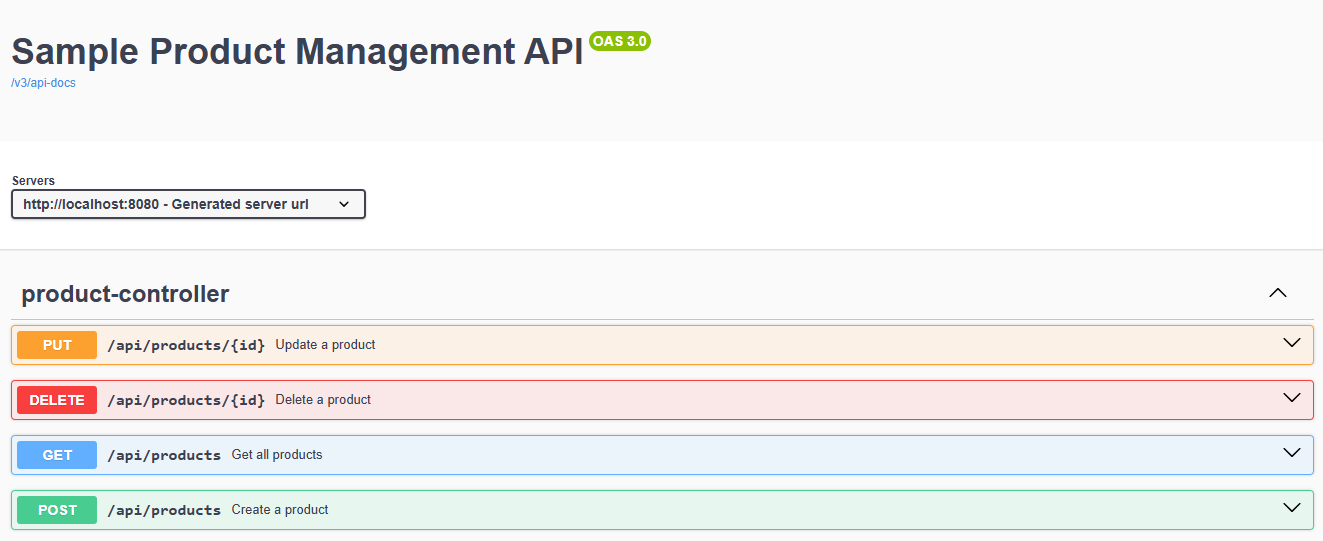 Sample Product Management API OAS 3.0
/v3/api-docs
Servers
http://localhost:8080 - Generated server url
product-controller
PUT /api/products/{id} Update a product
DELETE /api/products/{id} Delete a product
GET /api/products Get all products
POST /api/products Create a product